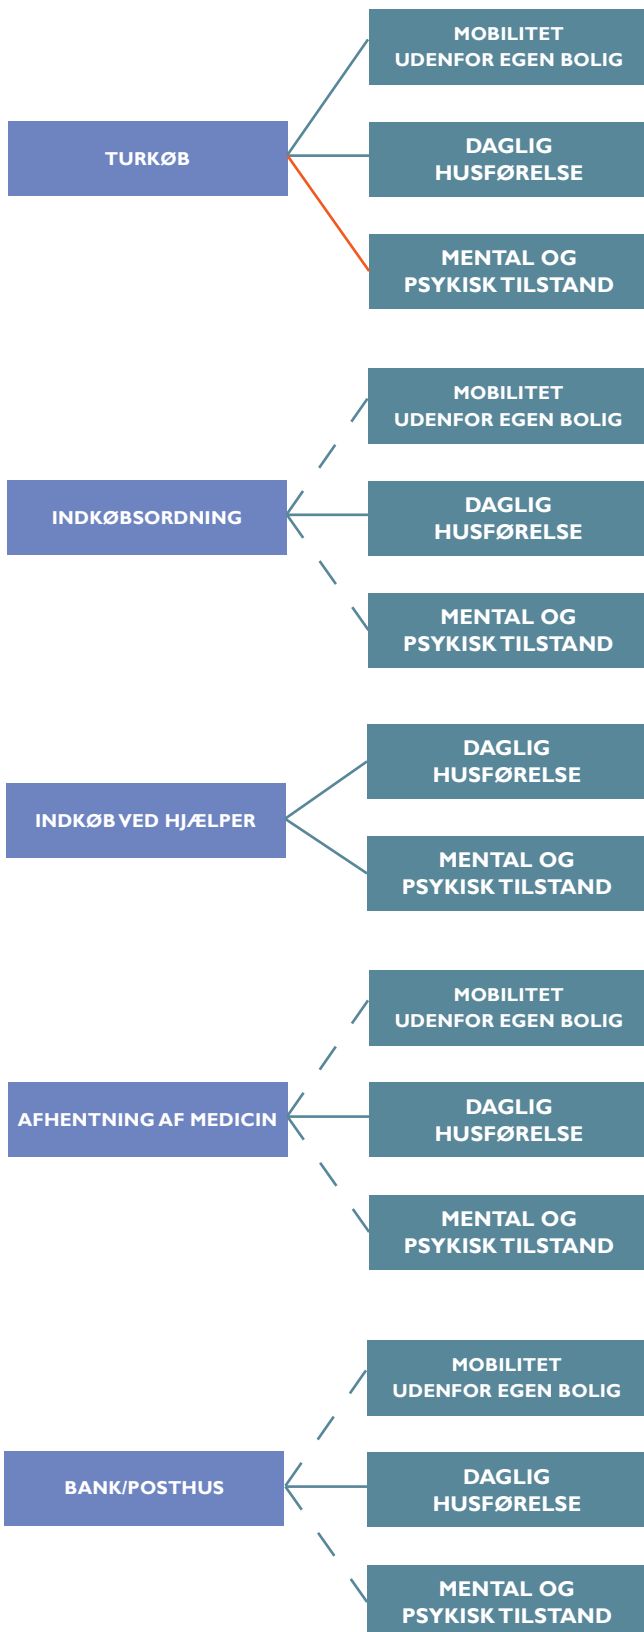 MOBILITET
UDENFOR EGEN BOLIG
TURKØB
DAGLIG
HUSFØRELSE
MENTAL OG
PSYKISK TILSTAND
MOBILITET
UDENFOR EGEN BOLIG
INDKØBSORDNING
DAGLIG
HUSFØRELSE
MENTAL OG
PSYKISK TILSTAND
DAGLIG
HUSFØRELSE
INDKØB VED HJÆLPER
MENTAL OG
PSYKISK TILSTAND
MOBILITET
UDENFOR EGEN BOLIG
AFHENTNING AF MEDICIN
DAGLIG
HUSFØRELSE
MENTAL OG
PSYKISK TILSTAND
MOBILITET
UDENFOR EGEN BOLIG
BANK/POSTHUS
DAGLIG
HUSFØRELSE
MENTAL OG
PSYKISK TILSTAND